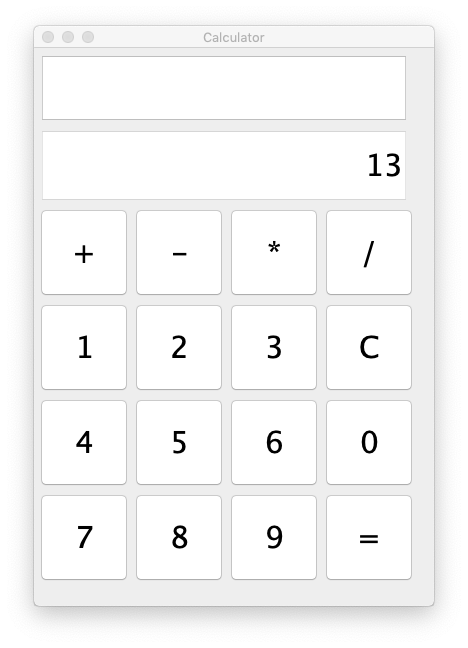 Calculator
13
+ - * /
1 2 3 C
4 5 6 0
7 8 9 =